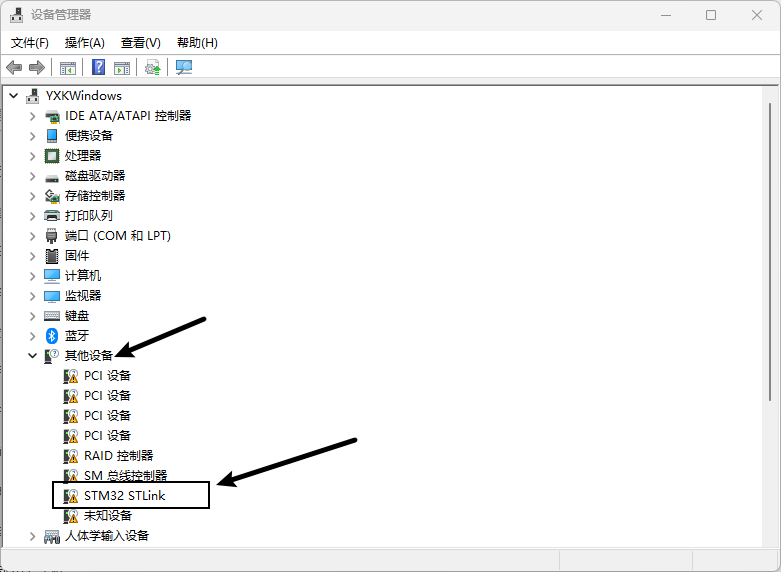 设备管理器
文件(F) 操作(A) 查看(V) 帮助(H)
YXKWindows
IDE ATA/ATAPI 控制器
便携设备
处理器
磁盘驱动器
存储控制器
打印队列
端口 (COM 和 LPT)
固件
计算机
监视器
键盘
蓝牙
其他设备
PCI 设备
PCI 设备
PCI 设备
PCI 设备
RAID 控制器
SM 总线控制器
STM32 STLink
未知设备
人体学输入设备